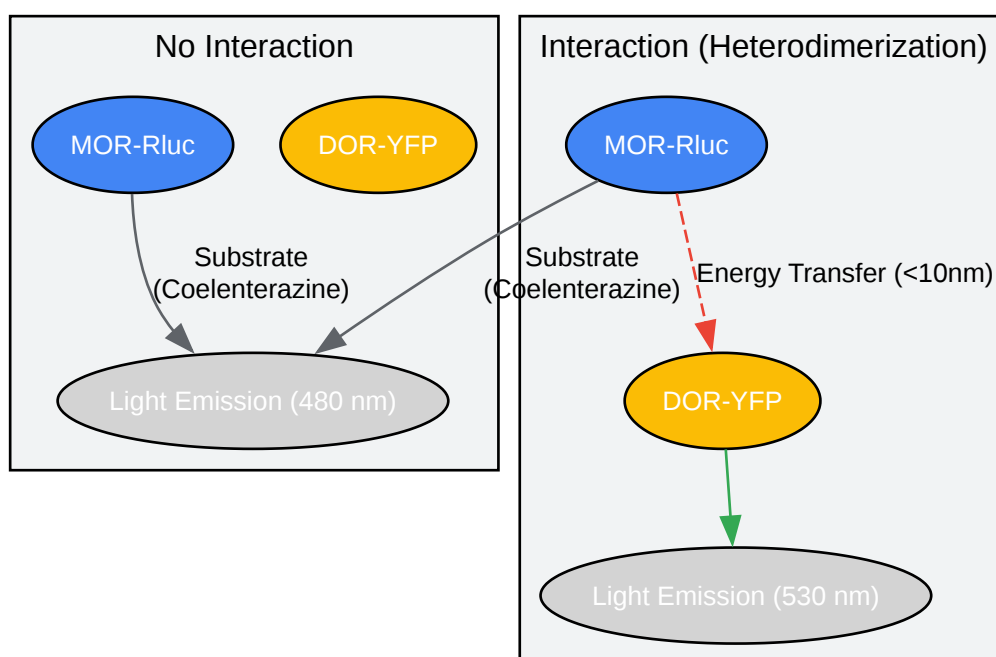 No Interaction
MOR-Rluc
DOR-YFP
Substrate
(Coelenterazine)
Light Emission (480 nm)
Interaction (Heterodimerization)
MOR-Rluc
Substrate
(Coelenterazine)
Energy Transfer (<10nm)
DOR-YFP
Light Emission (530 nm)